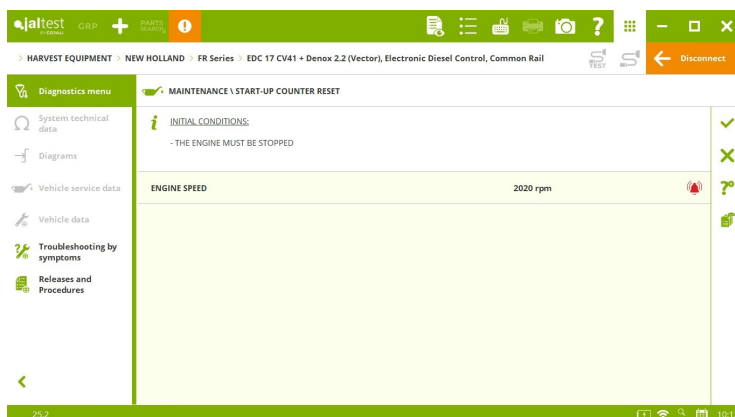 jaltest
BY COJALI
GRP
PARTS
SEARCH
> HARVEST EQUIPMENT > NEW HOLLAND > FR Series > EDC 17 CV41 + Denox 2.2 (Vector), Electronic Diesel Control, Common Rail
TEST
Disconnect
Diagnostics menu
MAINTENANCE \ START-UP COUNTER RESET
System technical
data
Diagrams
Vehicle service data
Vehicle data
Troubleshooting by
symptoms
Releases and
Procedures
INITIAL CONDITIONS:
- THE ENGINE MUST BE STOPPED
ENGINE SPEED 2020 rpm
25.2